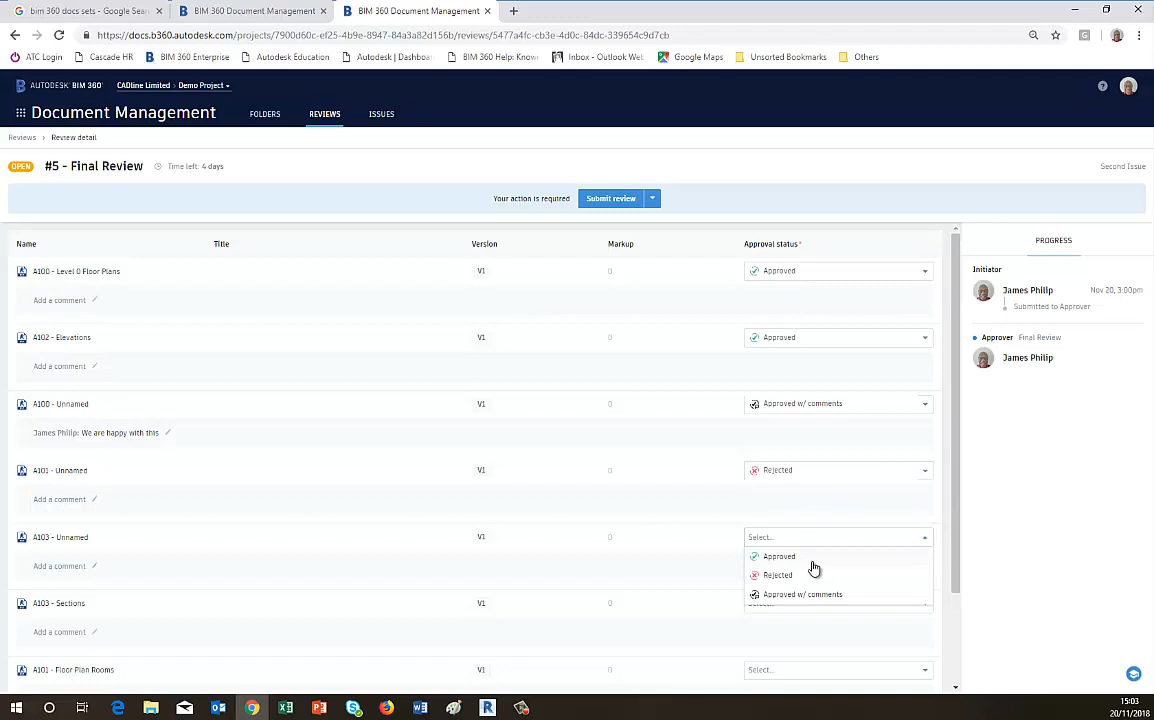 bim 360 docs sets - Google Sear
BIM 360 Document Management
BIM 360 Document Management
https://docs.b360.autodesk.com/projects/7900d60c-ef25-4b9e-8947-84a3a82d156b/reviews/5477a4fc-cb3e-4d0c-84dc-339654c9d7cb
ATC Login
Cascade HR
BIM 360 Enterprise
Autodesk Education
Autodesk | Dashboar
BIM 360 Help: Know
Inbox - Outlook Web
Google Maps
Unsorted Bookmarks
Others
AUTODESK BIM 360° CADline Limited > Demo Project
Document Management FOLDERS REVIEWS ISSUES
Reviews > Review detail
OPEN #5 - Final Review Time left: 4 days Second Issue
Your action is required Submit review
Name Title Version Markup Approval status*
A100 - Level 0 Floor Plans V1 0 Approved
Add a comment
A102 - Elevations V1 0 Approved
Add a comment
A100 - Unnamed V1 0 Approved w/ comments
James Philip: We are happy with this
A101 - Unnamed V1 0 Rejected
Add a comment
A103 - Unnamed V1 0 Select...
Approved
Add a comment
Rejected
Approved w/ comments
A103 - Sections V1 0 Select...
Add a comment
A101 - Floor Plan Rooms V1 0 Select...
PROGRESS
Initiator
James Philip Nov 20, 3:00pm
Submitted to Approver
Approver Final Review
James Philip
15:03
20/11/2018